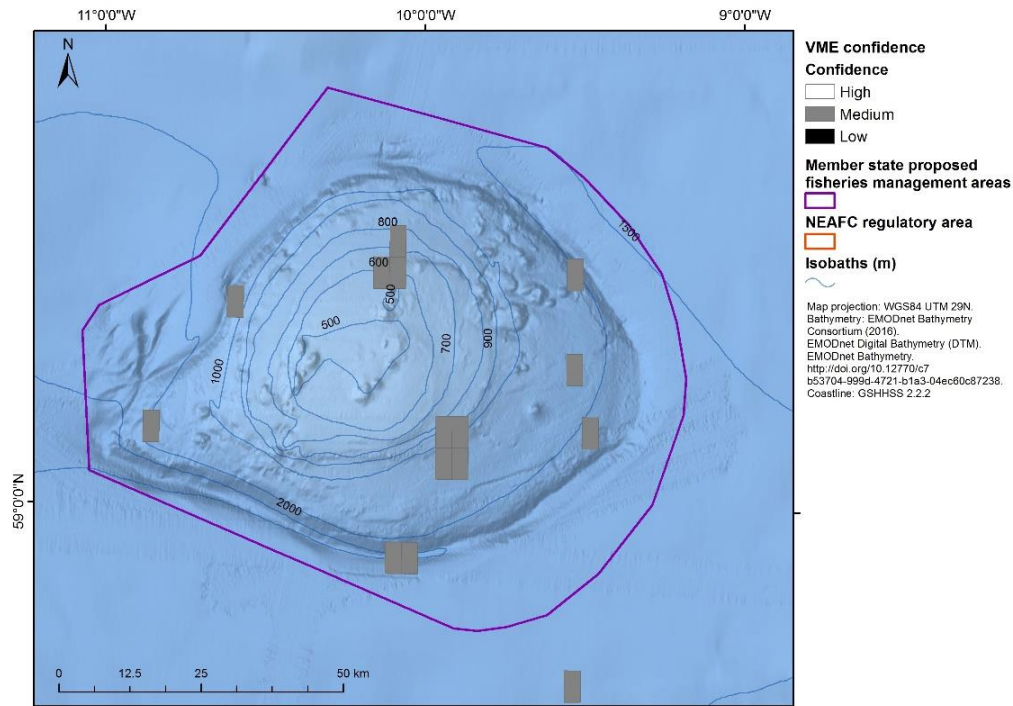 11°0'0"W
10°0'0"W
9°0'0"W
N
800
600
500
500
700
900
1000
1500
2000
59°0'0"N
0
12.5
25
50 km
VME confidence
Confidence
High
Medium
Low
Member state proposed
fisheries management areas
NEAFC regulatory area
Isobaths (m)
Map projection: WGS84 UTM 29N.
Bathymetry: EMODnet Bathymetry
Consortium (2016).
EMODnet Digital Bathymetry (DTM).
EMODnet Bathymetry.
http://doi.org/10.12770/c7
b53704-999d-4721-b1a3-04ec60c87238.
Coastline: GSHHSS 2.2.2